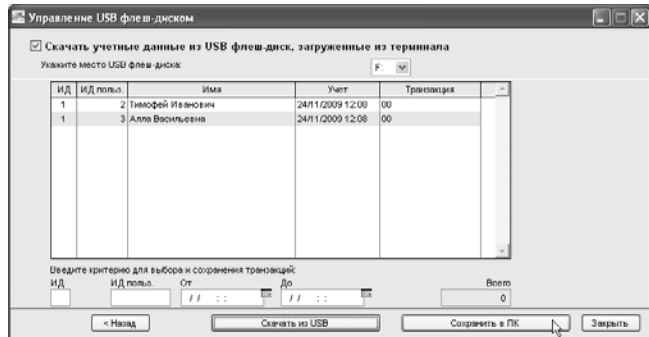 Управление USB флеш-диском
Скачать учетные данные из USB флеш-диск, загруженные из терминала
Укажите место USB флеш-диска: F:
ИД ИД польз. Имя Учет Транзакция
1 2 Тимофей Иванович 24/11/2009 12:08 00
1 3 Алла Васильевна 24/11/2009 12:08 00
Введите критерию для выбора и сохранения транзакций:
ИД ИД польз. От До Всего
/ / : : / / : : 0
< Назад Скачать из USB Сохранить в ПК Закрыть